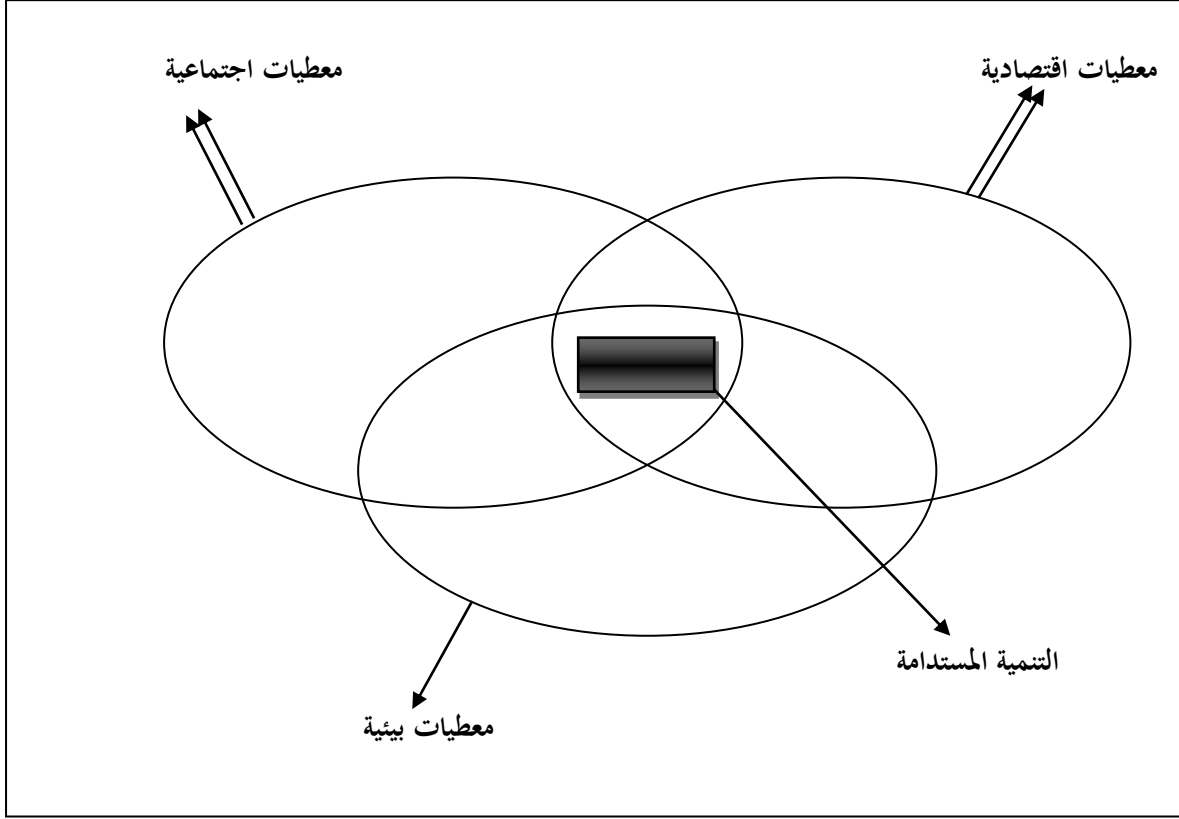 معطيات اقتصادية
معطيات اجتماعية
التنمية المستدامة
معطيات بيئية